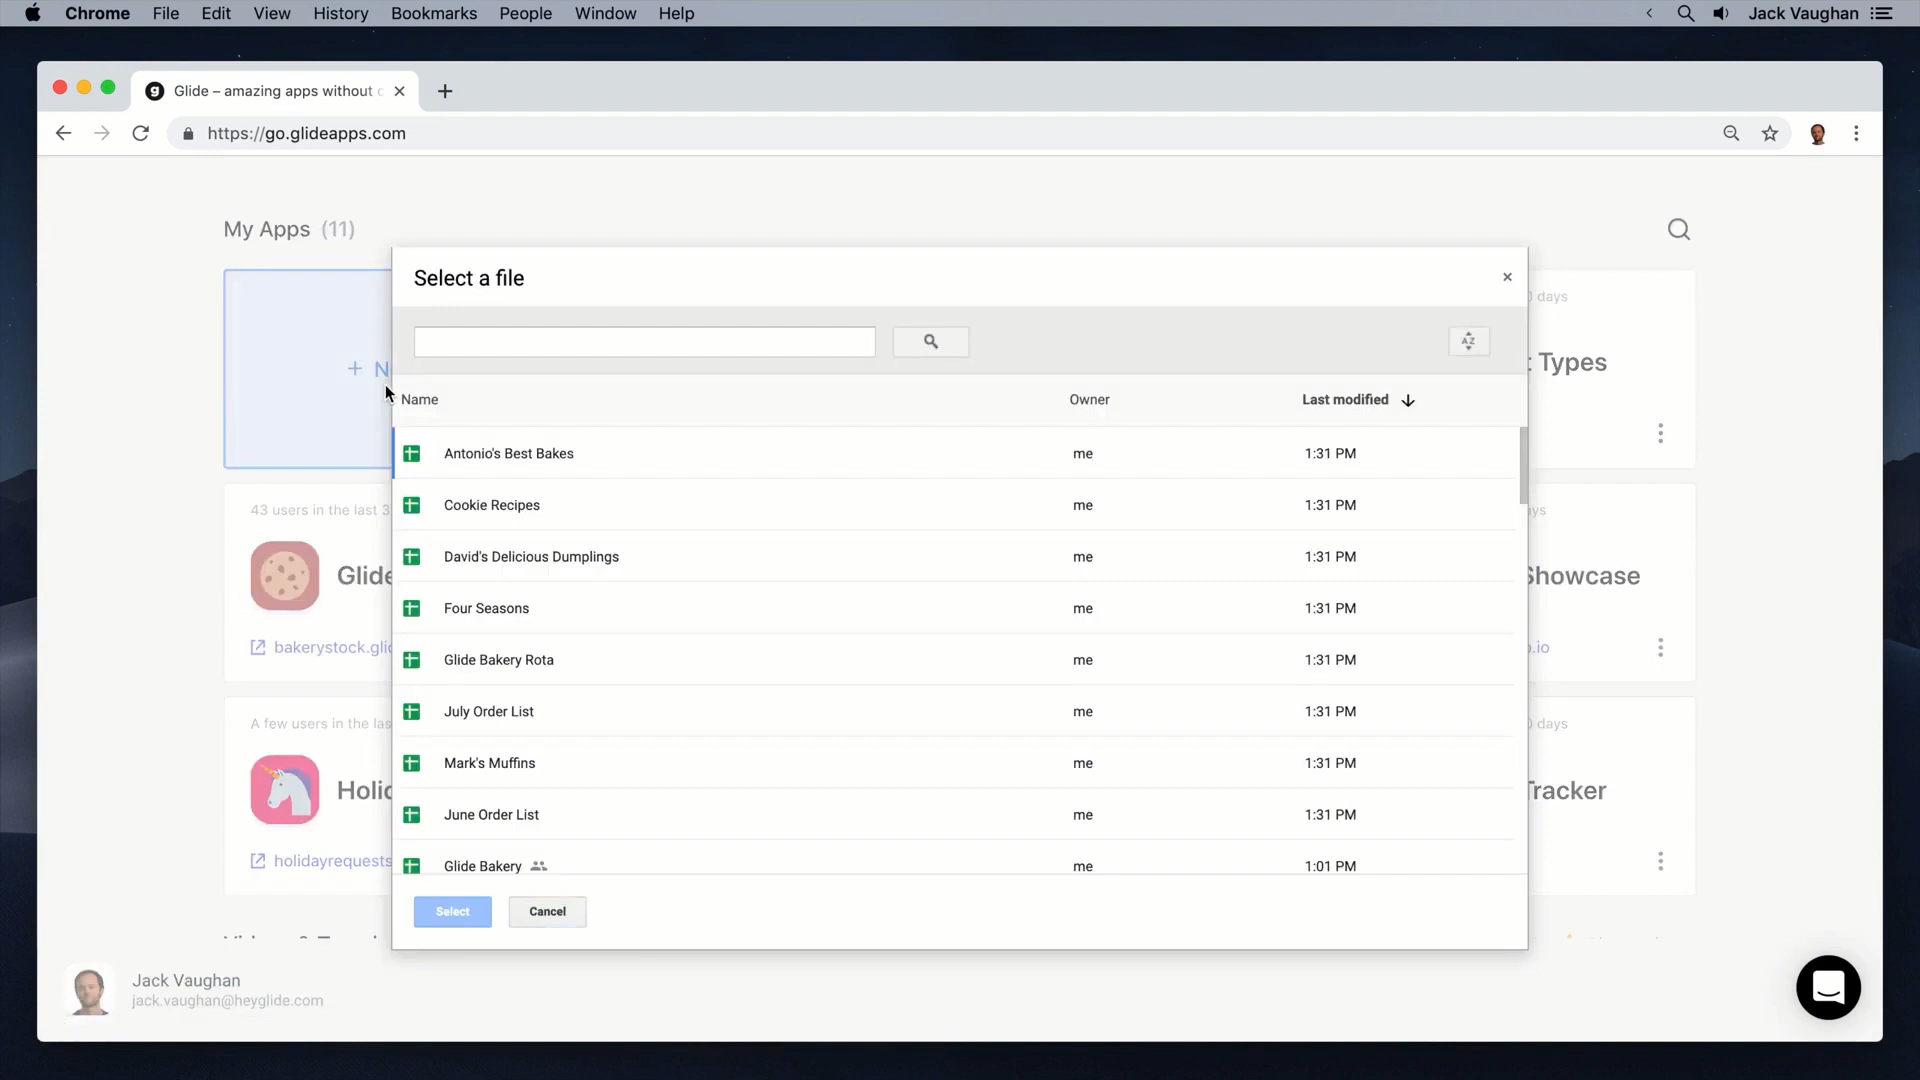 Chrome File Edit View History Bookmarks People Window Help Jack Vaughan
Glide – amazing apps without
https://go.glideapps.com
My Apps (11)
+ N
Select a file
AZ
Name Owner Last modified
Antonio's Best Bakes me 1:31 PM
Cookie Recipes me 1:31 PM
David's Delicious Dumplings me 1:31 PM
Four Seasons me 1:31 PM
Glide Bakery Rota me 1:31 PM
July Order List me 1:31 PM
Mark's Muffins me 1:31 PM
June Order List me 1:31 PM
Glide Bakery me 1:01 PM
Select Cancel
43 users in the last 3
Glide
bakerystock.glid
A few users in the las
Holid
holidayrequests
days
Types
ys
Showcase
.io
days
Tracker
Jack Vaughan
jack.vaughan@heyglide.com